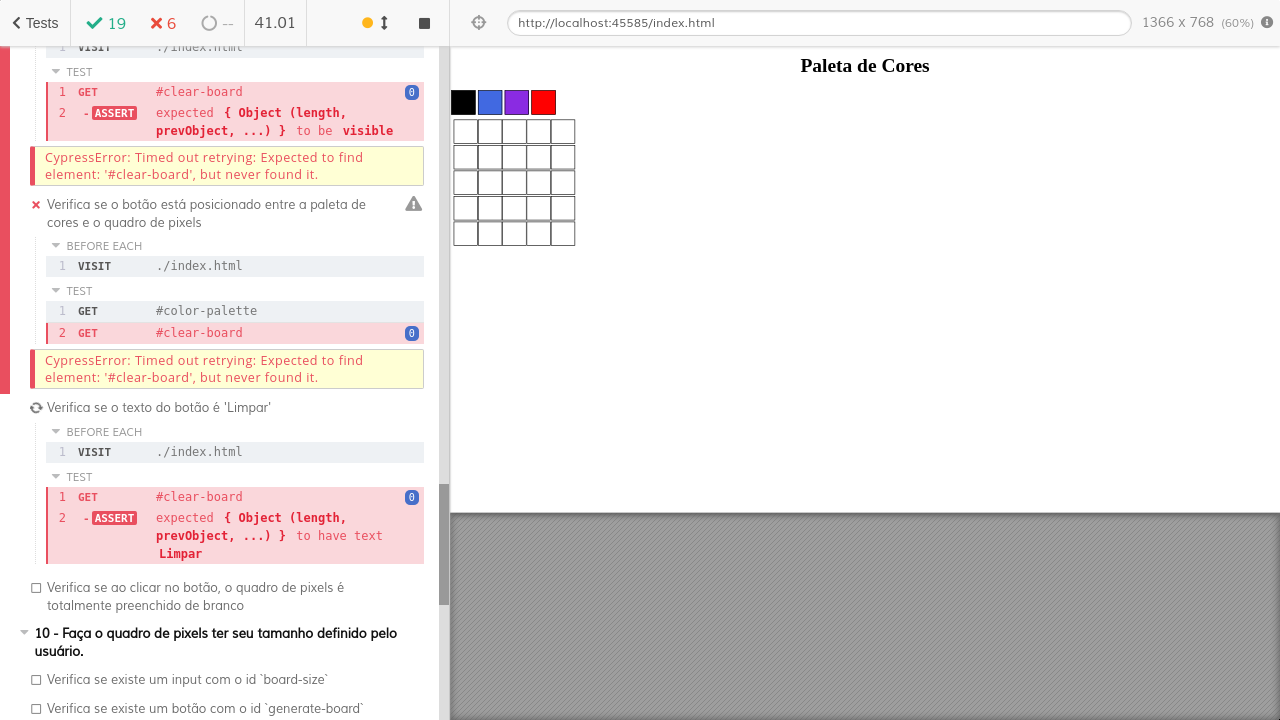 Tests
19
6
--
41.01
http://localhost:45585/index.html
1366 x 768 (60%)
1 VISIT ./index.html
TEST
1 GET #clear-board 0
2 - ASSERT expected { Object (length,
prevObject, ...) } to be visible
CypressError: Timed out retrying: Expected to find
element: '#clear-board', but never found it.
Verifica se o botão está posicionado entre a paleta de
cores e o quadro de pixels
BEFORE EACH
1 VISIT ./index.html
TEST
1 GET #color-palette
2 GET #clear-board 0
CypressError: Timed out retrying: Expected to find
element: '#clear-board', but never found it.
Verifica se o texto do botão é 'Limpar'
BEFORE EACH
1 VISIT ./index.html
TEST
1 GET #clear-board 0
2 - ASSERT expected { Object (length,
prevObject, ...) } to have text
Limpar
Verifica se ao clicar no botão, o quadro de pixels é
totalmente preenchido de branco
10 - Faça o quadro de pixels ter seu tamanho definido pelo
usuário.
Verifica se existe um input com o id `board-size`
Verifica se existe um botão com o id `generate-board`
Paleta de Cores